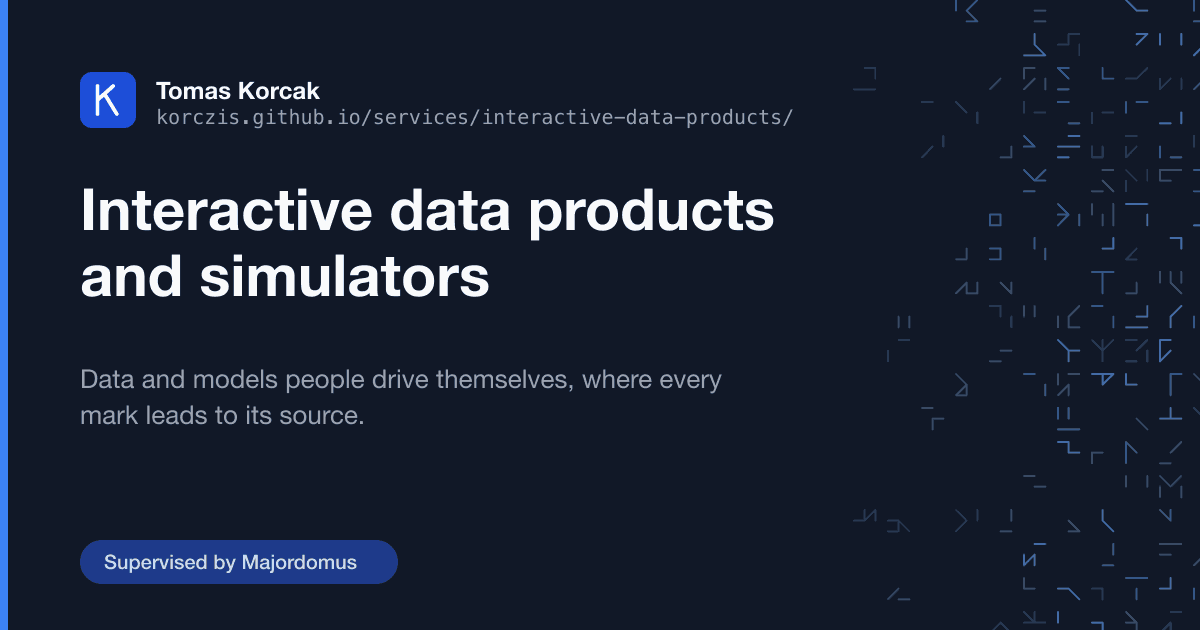 K
Tomas Korcak
korczis.github.io/services/interactive-data-products/
Interactive data products
and simulators
Data and models people drive themselves, where every
mark leads to its source.
Supervised by Majordomus